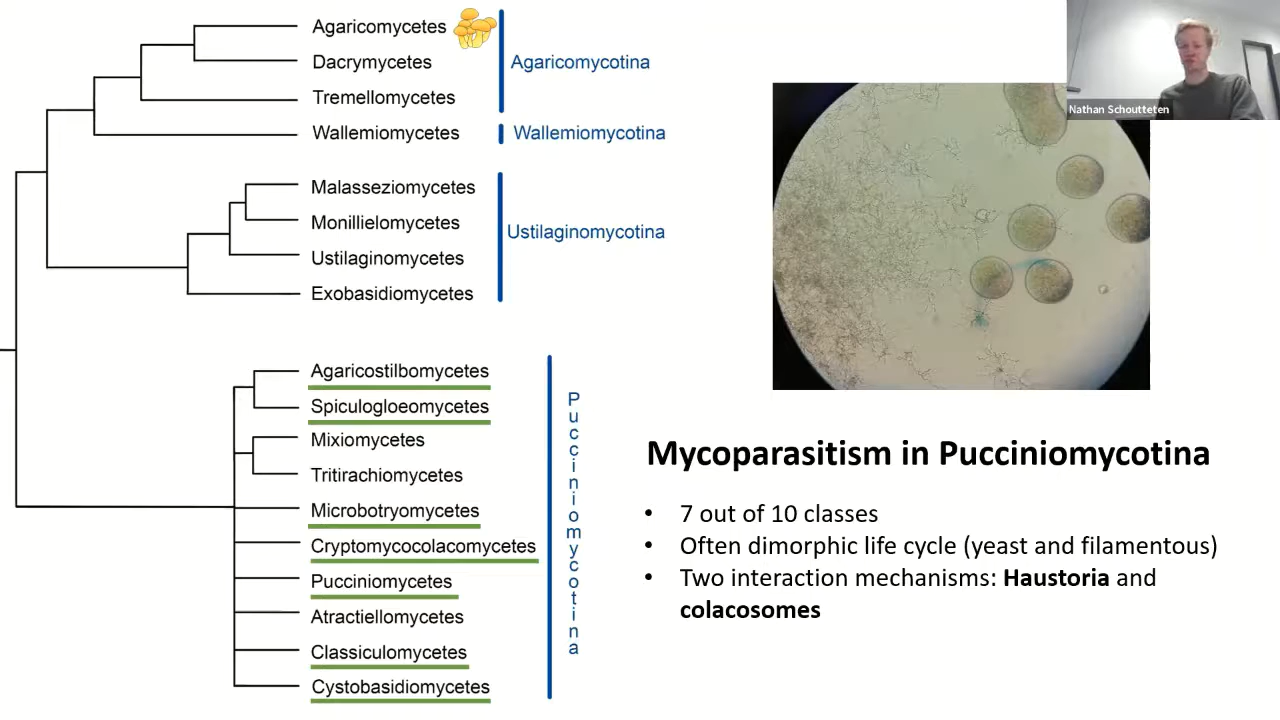 Agaricomycetes
Dacrymycetes
Tremellomycetes
Wallemiomycetes
Agaricomycotina
Wallemiomycotina
Malasseziomycetes
Monillielomycetes
Ustilaginomycetes
Exobasidiomycetes
Ustilaginomycotina
Agaricostilbomycetes
Spiculogloeomycetes
Mixiomycetes
Tritirachiomycetes
Microbotryomycetes
Cryptomycocolacomycetes
Pucciniomycetes
Atractiellomycetes
Classiculomycetes
Cystobasidiomycetes
Pucciniomycotina
Nathan Schoutteten
Mycoparasitism in Pucciniomycotina
• 7 out of 10 classes
• Often dimorphic life cycle (yeast and filamentous)
• Two interaction mechanisms: Haustoria and
colacosomes